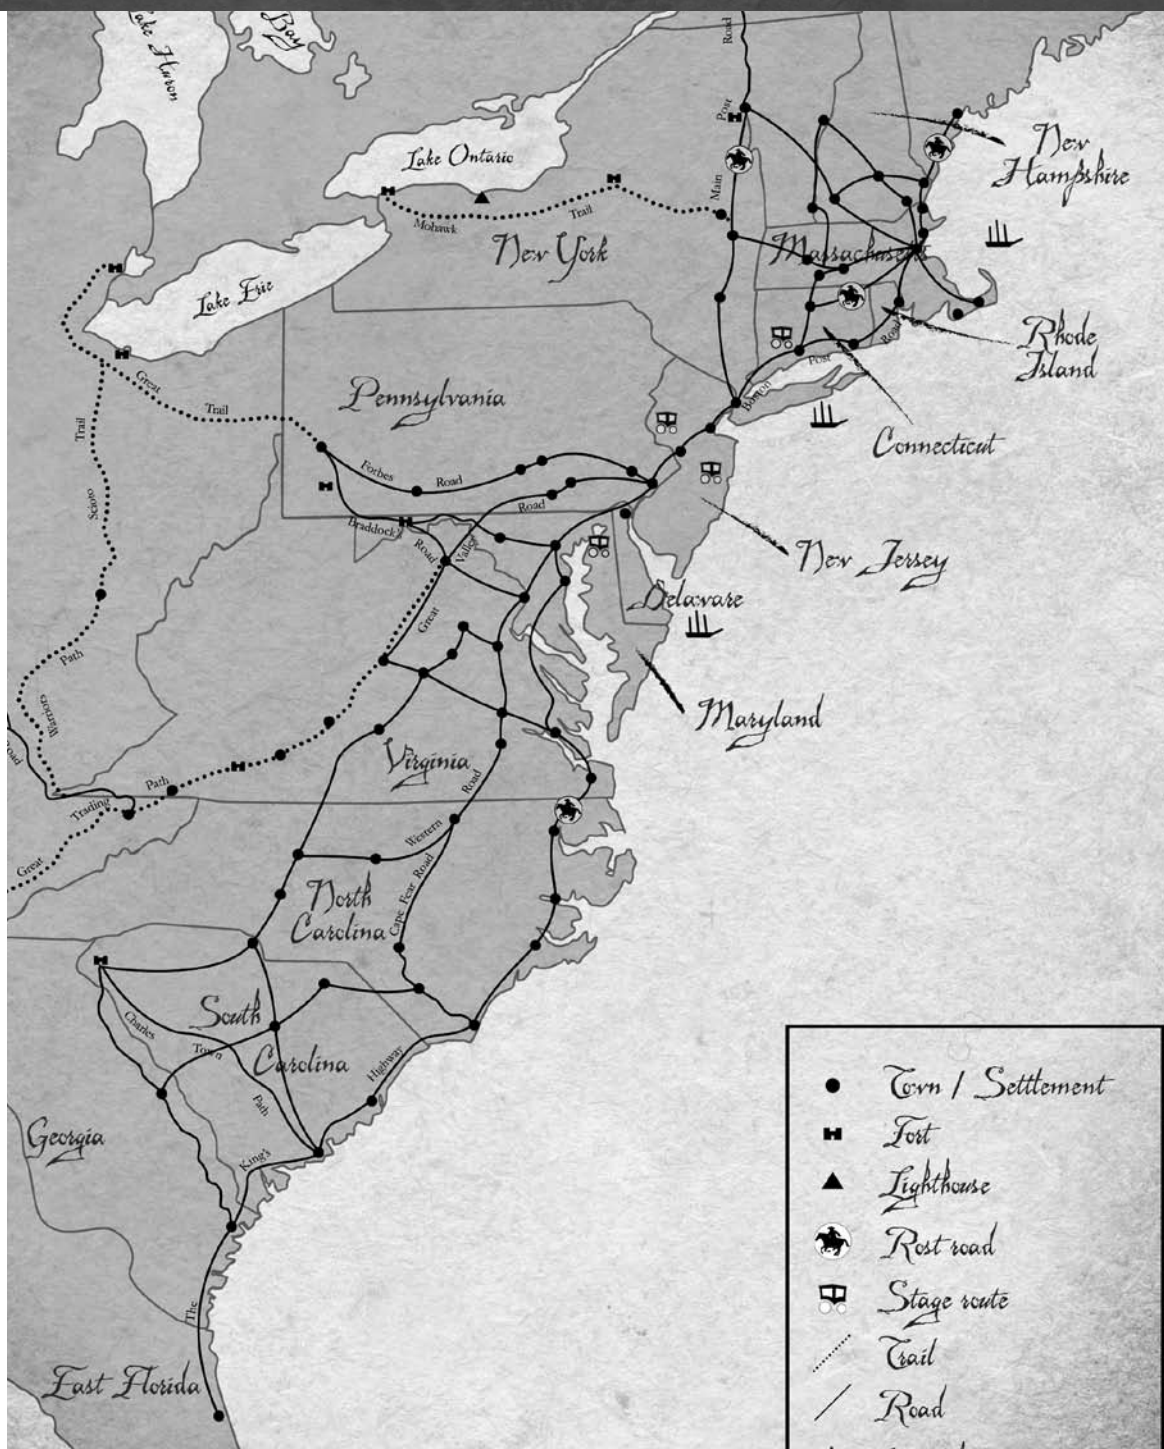 Lake Huron
Bay
Road
Post
Main
New
Hampshire
Lake Ontario
Mohawk
Trail
New York
Massachusetts
Lake Erie
Rhode
Island
Road
Post
Boston
Connecticut
Great
Trail
Pennsylvania
Trail
Scioto
Forbes
Road
Road
Braddock's
Road
Valley
Great
New Jersey
Delaware
Maryland
Path
Warriors
Virginia
Road
Path
Trading
Great
Western
Cape Fear Road
North
Carolina
South
Carolina
Charles
Town
Path
Highway
King's
The
Georgia
East Florida
Town / Settlement
Fort
Lighthouse
Post road
Stage route
Trail
Road